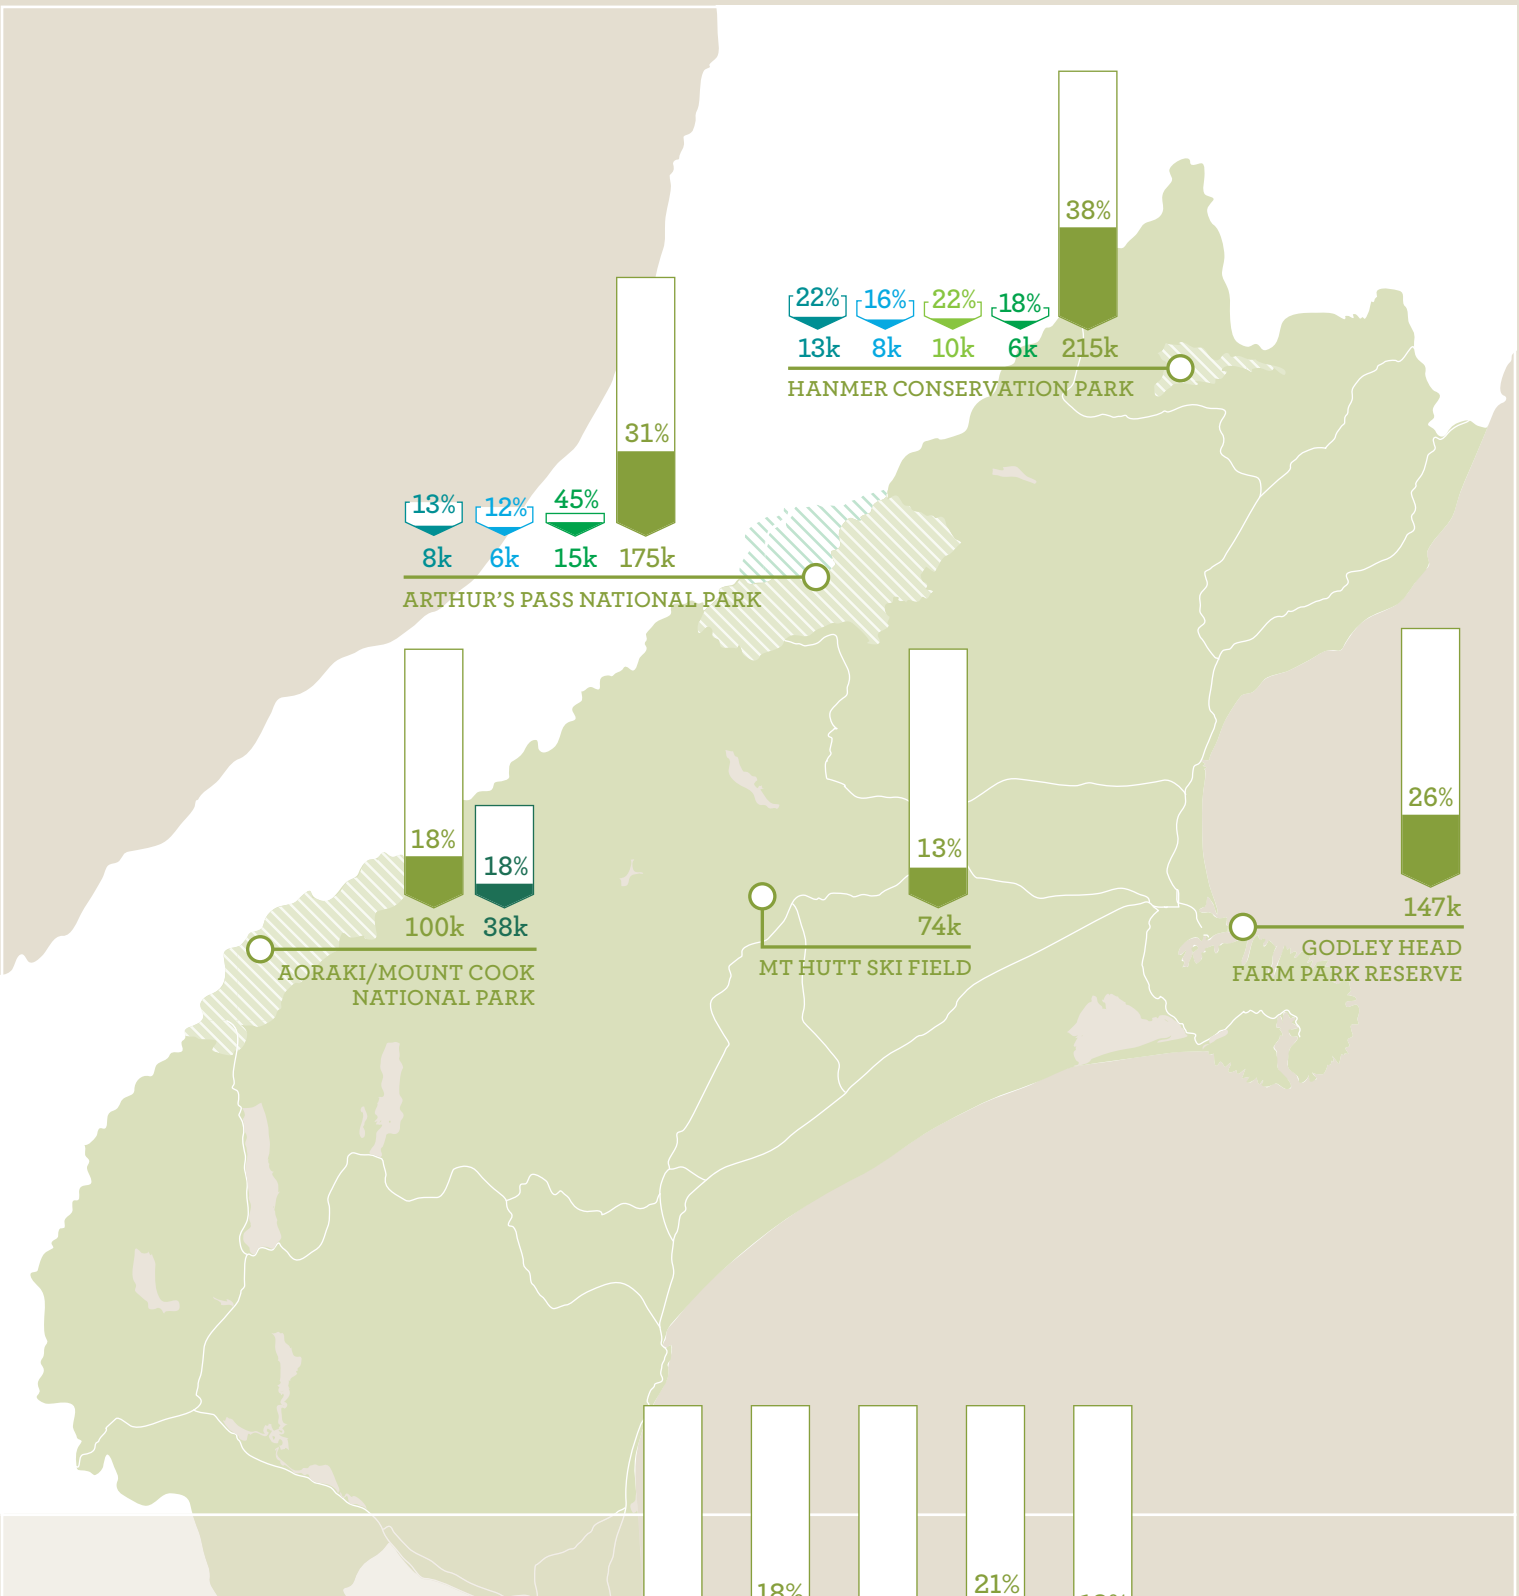 38%
22% 16% 22% 18%
13k 8k 10k 6k 215k
HANMER CONSERVATION PARK
31%
13% 12% 45%
8k 6k 15k 175k
ARTHUR'S PASS NATIONAL PARK
18% 18%
100k 38k
AORAKI/MOUNT COOK
NATIONAL PARK
13%
74k
MT HUTT SKI FIELD
26%
147k
GODLEY HEAD
FARM PARK RESERVE
18% 21%